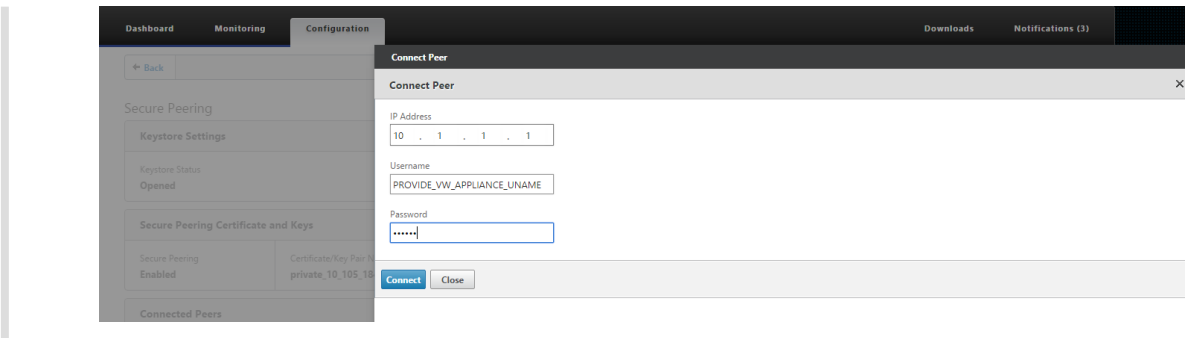 Dashboard Monitoring Configuration Downloads Notifications (3)
Connect Peer
Back
Connect Peer
Secure Peering
IP Address
Keystore Settings
10 . 1 . 1 . 1
Keystore Status
Username
Opened
PROVIDE_VW_APPLIANCE_UNAME
Password
Secure Peering Certificate and Keys
••••••
Secure Peering Certificate/Key Pair N
Enabled private_10_105_18
Connect Close
Connected Peers